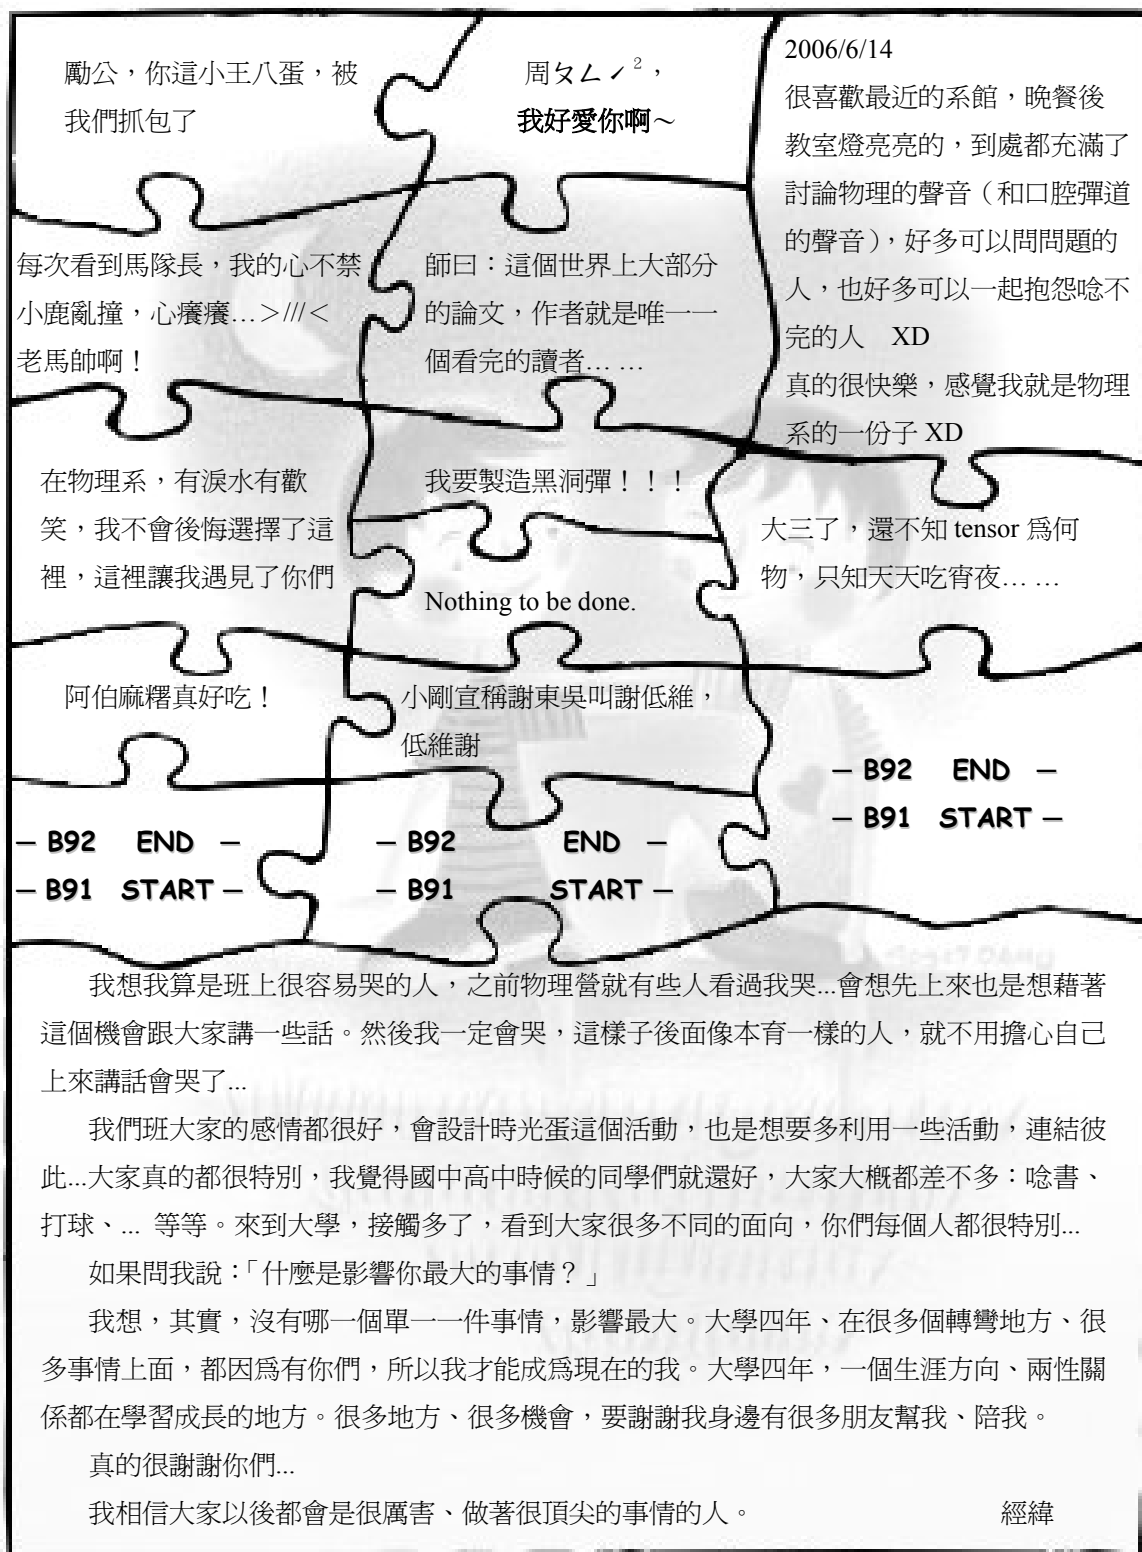 勵公，你這小王八蛋，被
我們抓包了
周ㄆㄥˊ²，
我好愛你啊～
2006/6/14
很喜歡最近的系館，晚餐後
教室燈亮亮的，到處都充滿了
討論物理的聲音（和口腔彈道
的聲音），好多可以問問題的
人，也好多可以一起抱怨唸不
完的人　XD
真的很快樂，感覺我就是物理
系的一份子 XD
每次看到馬隊長，我的心不禁
小鹿亂撞，心癢癢…＞///＜
老馬帥啊！
師曰：這個世界上大部分
的論文，作者就是唯一一
個看完的讀者… …
在物理系，有淚水有歡
笑，我不會後悔選擇了這
裡，這裡讓我遇見了你們
我要製造黑洞彈！！！
Nothing to be done.
大三了，還不知 tensor 爲何
物，只知天天吃宵夜… …
阿伯麻糬真好吃！
小剛宣稱謝東吳叫謝低維，
低維謝
— B92 END —
— B91 START —
— B92 END —
— B91 START —
— B92 END —
— B91 START —
我想我算是班上很容易哭的人，之前物理營就有些人看過我哭...會想先上來也是想藉著
這個機會跟大家講一些話。然後我一定會哭，這樣子後面像本育一樣的人，就不用擔心自己
上來講話會哭了...
我們班大家的感情都很好，會設計時光蛋這個活動，也是想要多利用一些活動，連結彼
此...大家真的都很特別，我覺得國中高中時候的同學們就還好，大家大概都差不多：唸書、
打球、... 等等。來到大學，接觸多了，看到大家很多不同的面向，你們每個人都很特別...
如果問我說：「什麼是影響你最大的事情？」
我想，其實，沒有哪一個單一一件事情，影響最大。大學四年、在很多個轉彎地方、很
多事情上面，都因爲有你們，所以我才能成爲現在的我。大學四年，一個生涯方向、兩性關
係都在學習成長的地方。很多地方、很多機會，要謝謝我身邊有很多朋友幫我、陪我。
真的很謝謝你們...
我相信大家以後都會是很厲害、做著很頂尖的事情的人。　經緯